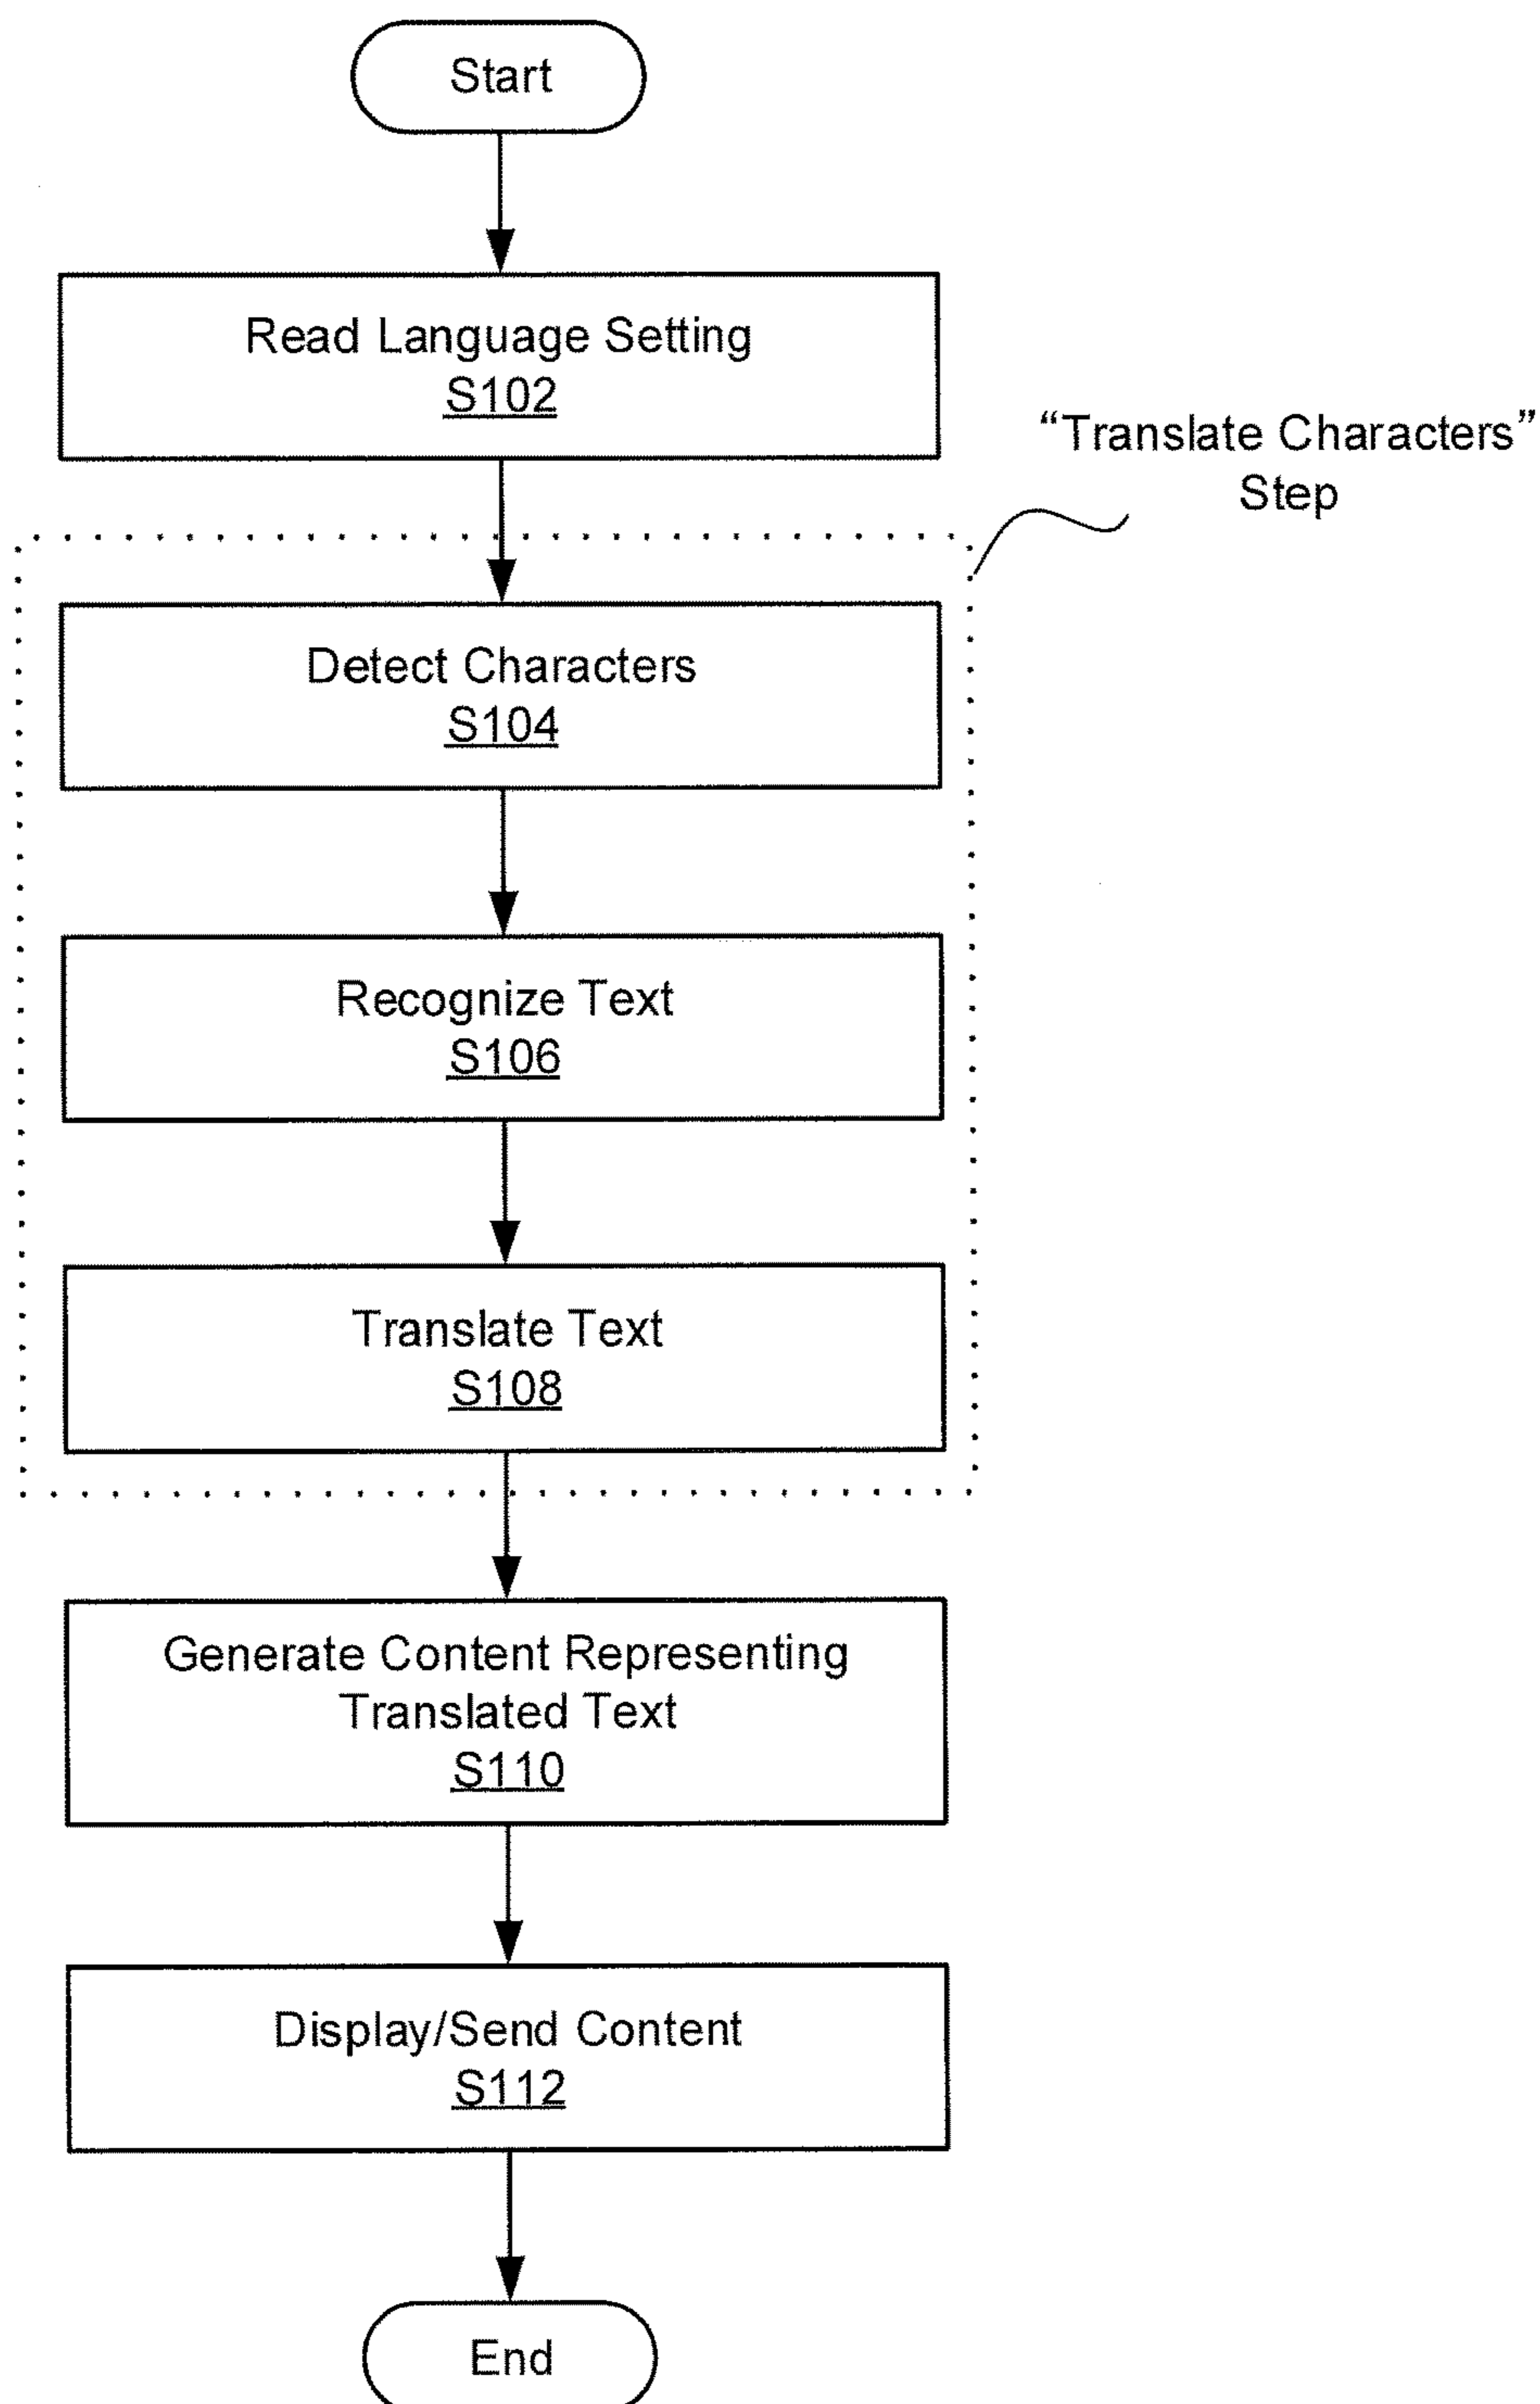 Start
Read Language Setting
S102
“Translate Characters”
Step
Detect Characters
S104
Recognize Text
S106
Translate Text
S108
Generate Content Representing
Translated Text
S110
Display/Send Content
S112
End